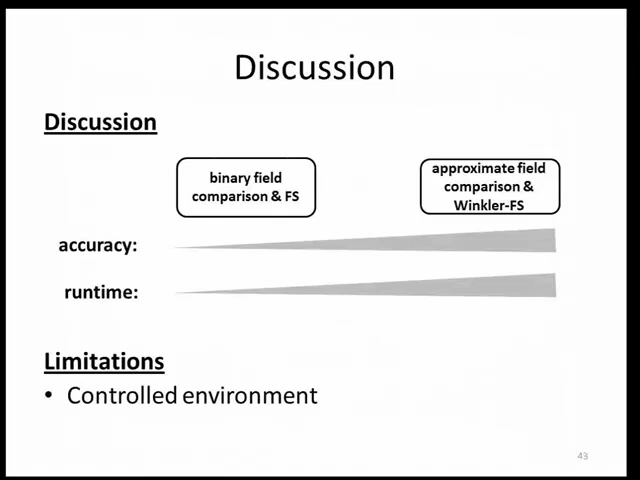 Discussion
Discussion
binary field
comparison & FS
approximate field
comparison &
Winkler-FS
accuracy:
runtime:
Limitations
• Controlled environment
43